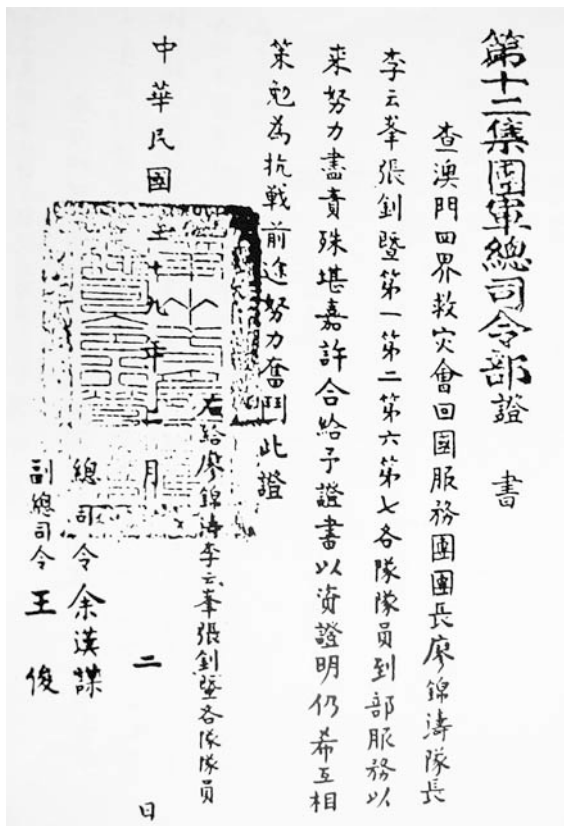 第十二集團軍總司令部證 書
查澳門四界救灾會回國服務團團長廖錦濤隊長
李云峯張釗暨第一第二第六第七各隊隊員到部服務以
来努力盡責殊堪嘉許合給予證書以資證明仍希互相
策勉為抗戰前途努力奮鬥此證
右給廖錦濤李云峯張釗暨各隊隊員
中華民國二十九年 月二日
總司令余漢謀
副總司令王俊